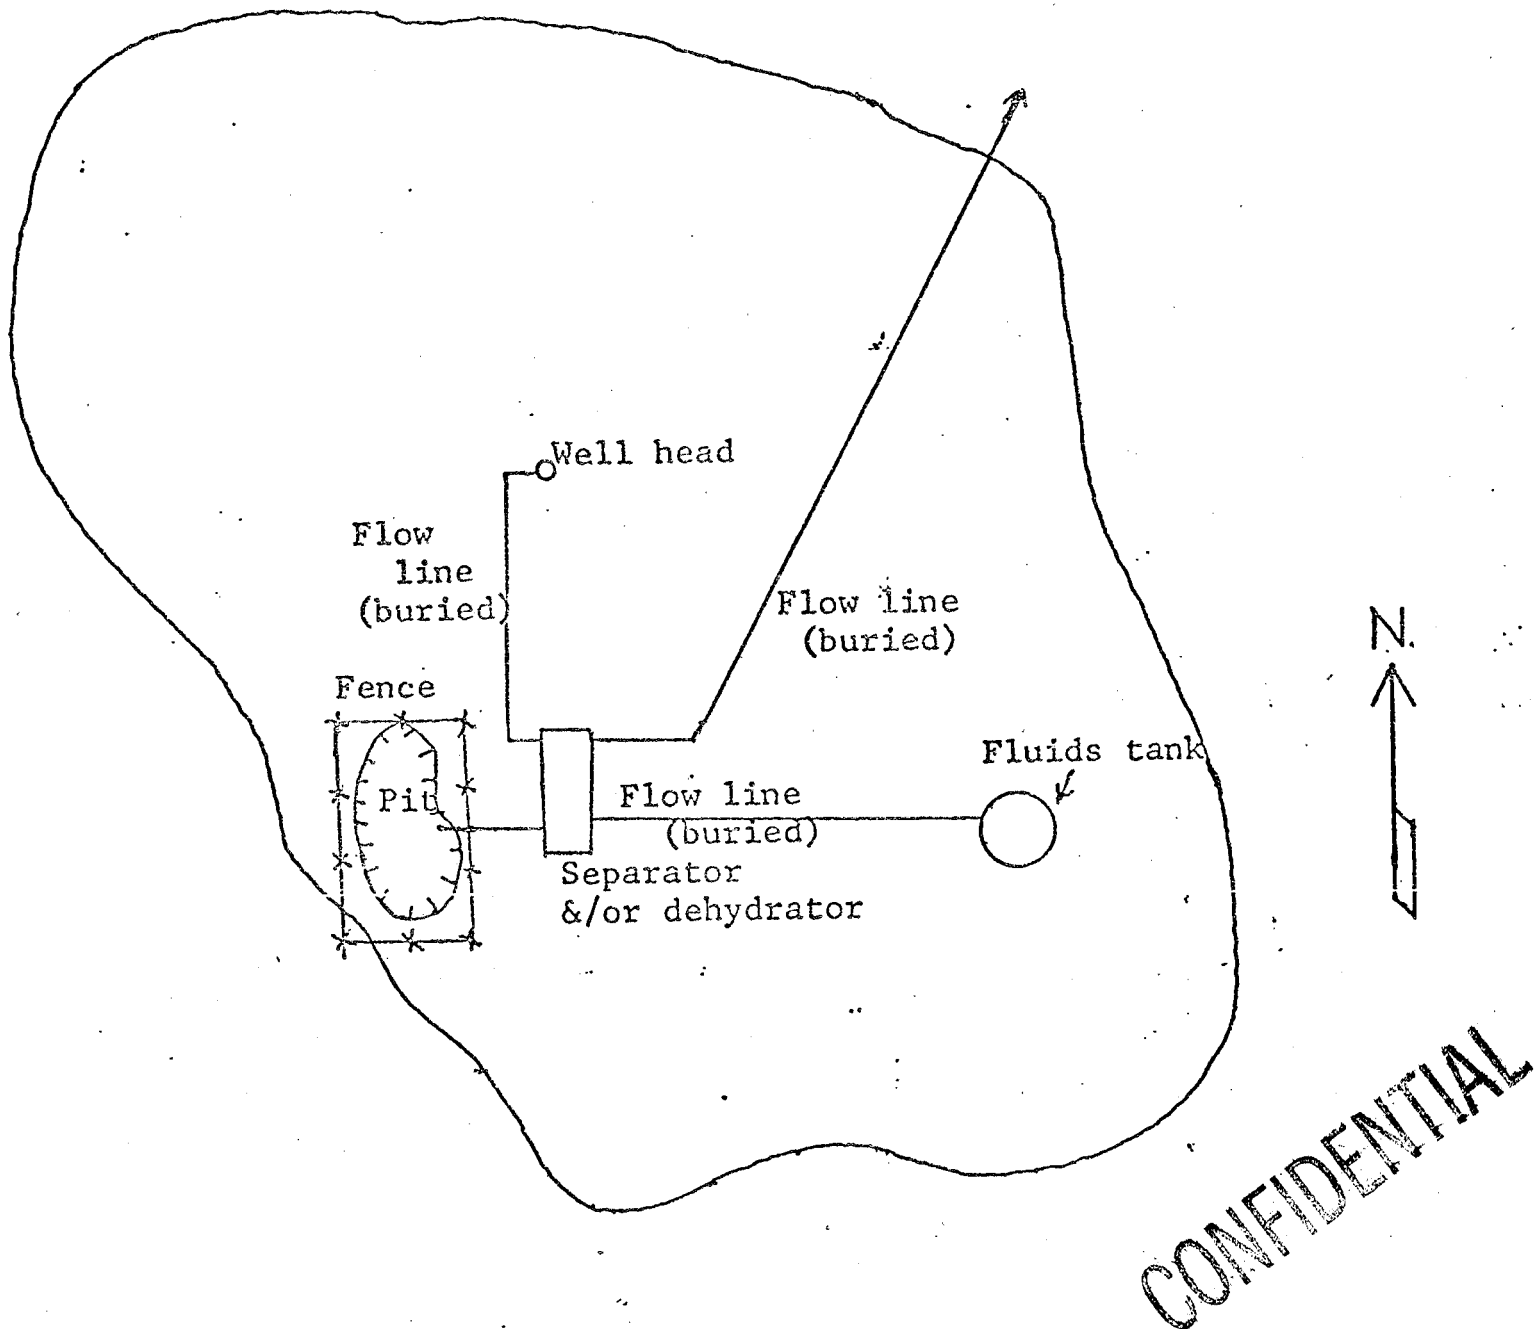 Well head
Flow
line
(buried)
Flow line
(buried)
N.
Fence
Fluids tank
Pit
Flow line
(buried)
Separator
&/or dehydrator
CONFIDENTIAL